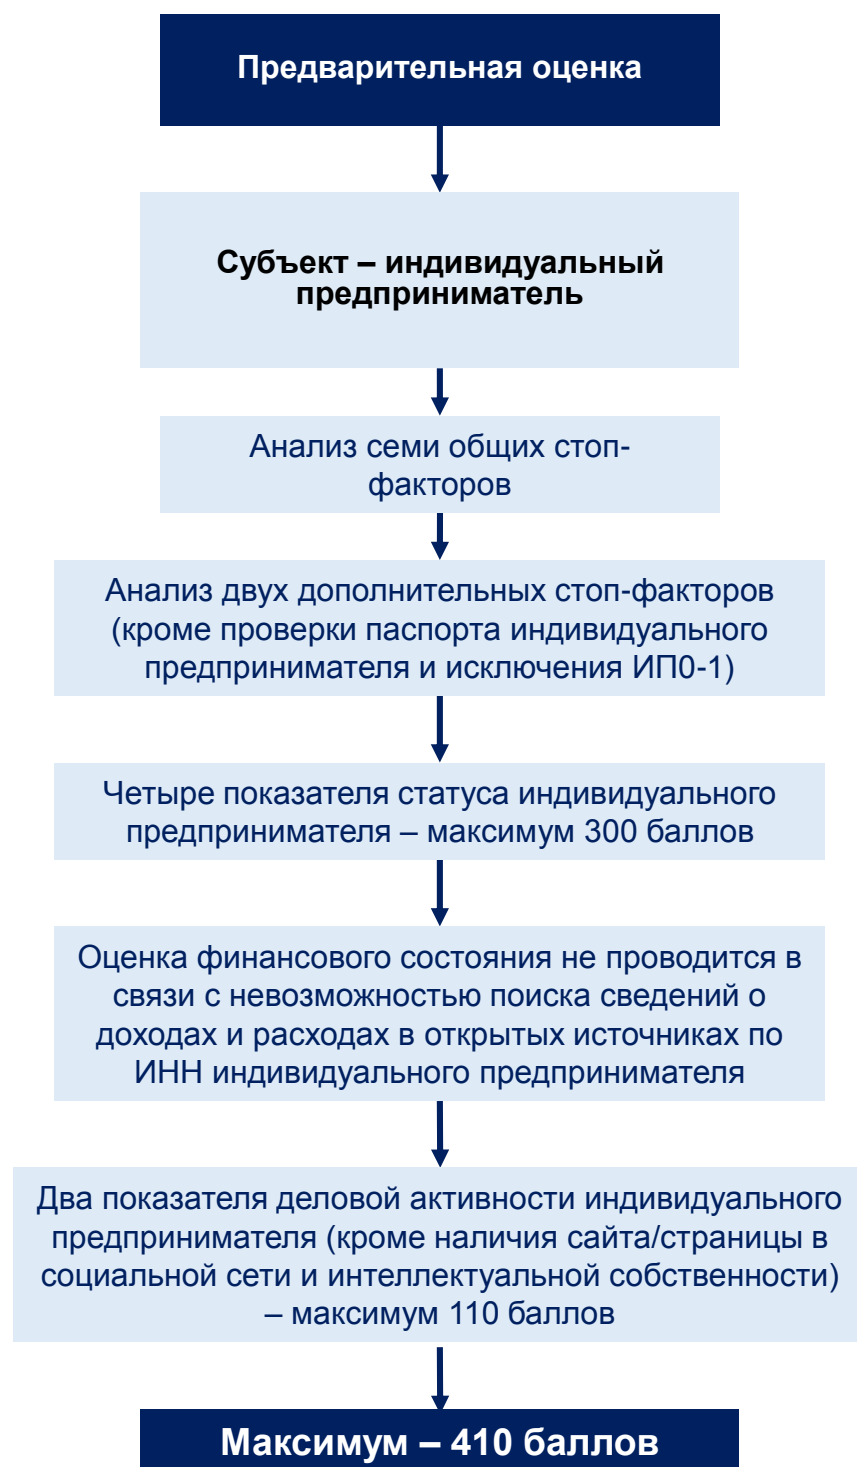 Предварительная оценка
Субъект – индивидуальный
предприниматель
Анализ семи общих стоп-
факторов
Анализ двух дополнительных стоп-факторов
(кроме проверки паспорта индивидуального
предпринимателя и исключения ИП0-1)
Четыре показателя статуса индивидуального
предпринимателя – максимум 300 баллов
Оценка финансового состояния не проводится в
связи с невозможностью поиска сведений о
доходах и расходах в открытых источниках по
ИНН индивидуального предпринимателя
Два показателя деловой активности индивидуального
предпринимателя (кроме наличия сайта/страницы в
социальной сети и интеллектуальной собственности)
– максимум 110 баллов
Максимум – 410 баллов